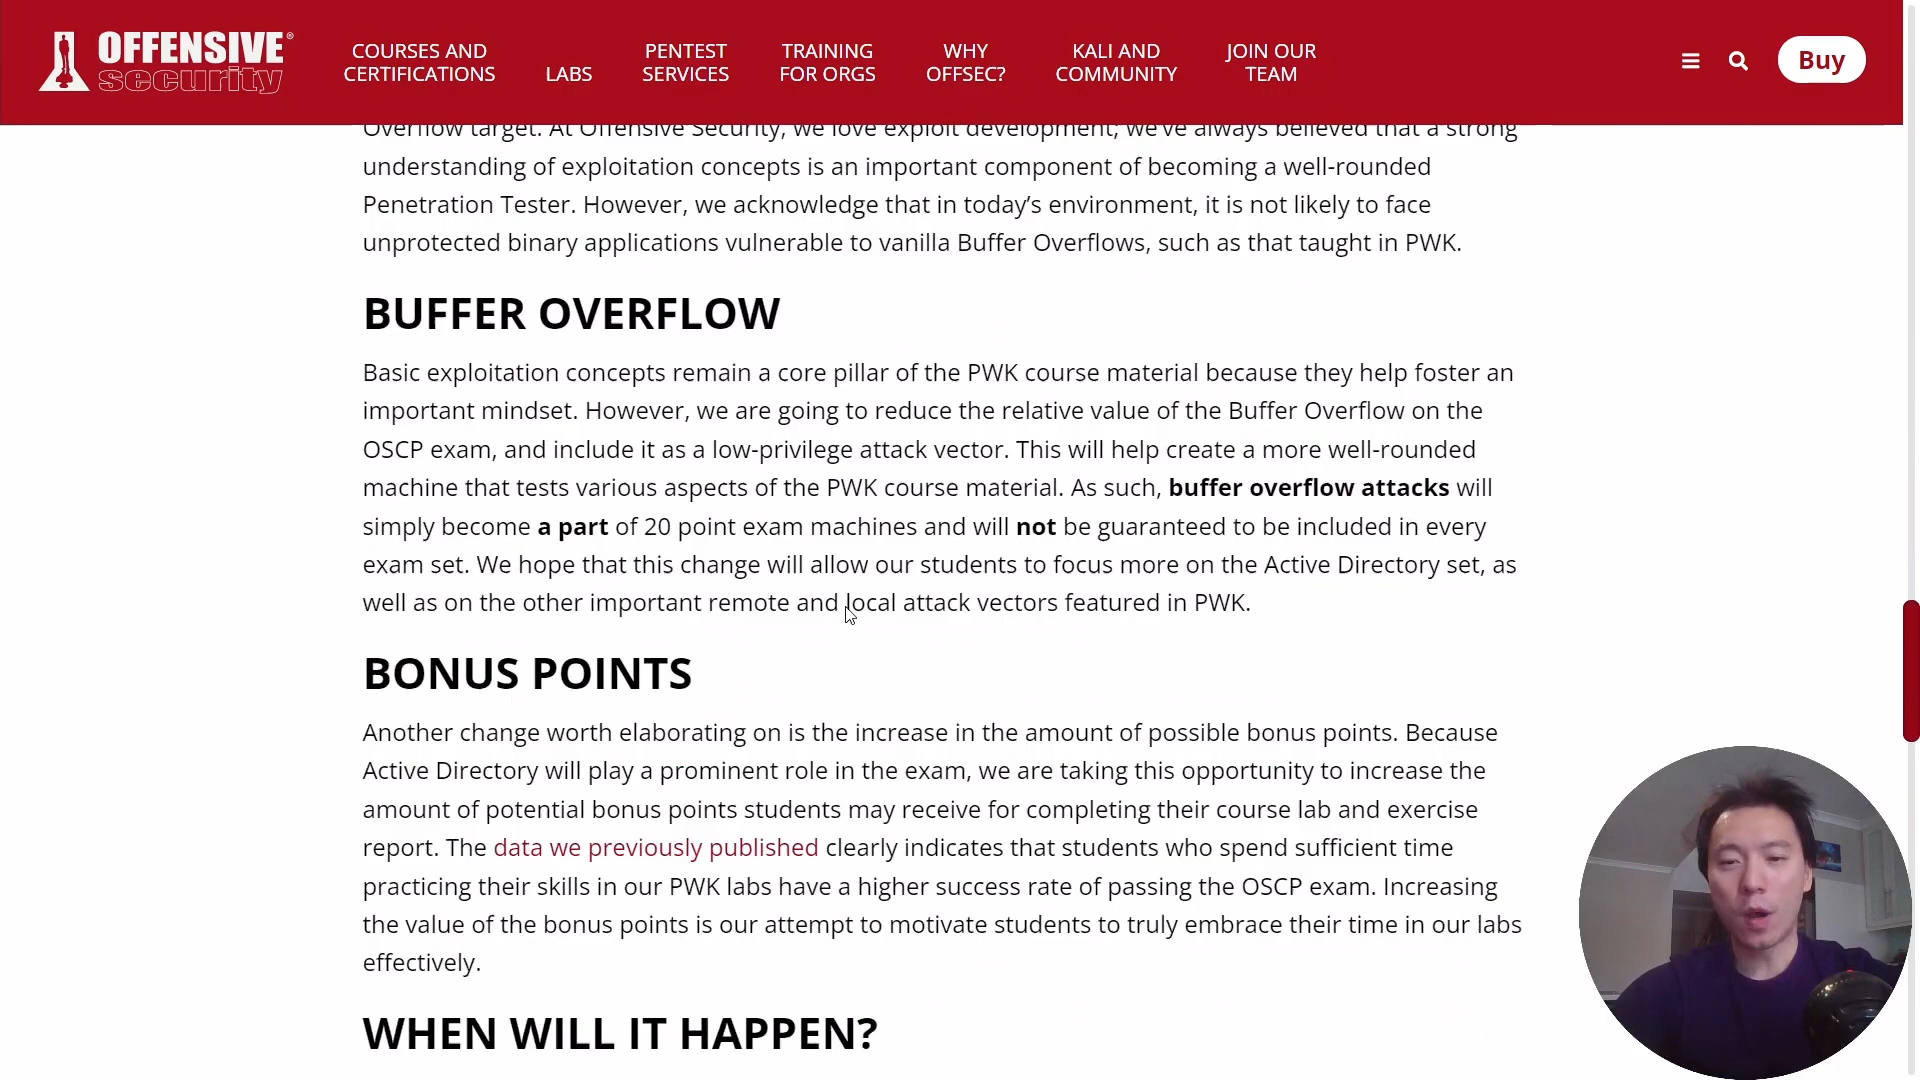 OFFENSIVE®
security
COURSES AND
CERTIFICATIONS
LABS
PENTEST
SERVICES
TRAINING
FOR ORGS
WHY
OFFSEC?
KALI AND
COMMUNITY
JOIN OUR
TEAM
Buy
Overflow target. At Offensive Security, we love exploit development; we've always believed that a strong
understanding of exploitation concepts is an important component of becoming a well-rounded
Penetration Tester. However, we acknowledge that in today’s environment, it is not likely to face
unprotected binary applications vulnerable to vanilla Buffer Overflows, such as that taught in PWK.
BUFFER OVERFLOW
Basic exploitation concepts remain a core pillar of the PWK course material because they help foster an
important mindset. However, we are going to reduce the relative value of the Buffer Overflow on the
OSCP exam, and include it as a low-privilege attack vector. This will help create a more well-rounded
machine that tests various aspects of the PWK course material. As such, buffer overflow attacks will
simply become a part of 20 point exam machines and will not be guaranteed to be included in every
exam set. We hope that this change will allow our students to focus more on the Active Directory set, as
well as on the other important remote and local attack vectors featured in PWK.
BONUS POINTS
Another change worth elaborating on is the increase in the amount of possible bonus points. Because
Active Directory will play a prominent role in the exam, we are taking this opportunity to increase the
amount of potential bonus points students may receive for completing their course lab and exercise
report. The data we previously published clearly indicates that students who spend sufficient time
practicing their skills in our PWK labs have a higher success rate of passing the OSCP exam. Increasing
the value of the bonus points is our attempt to motivate students to truly embrace their time in our labs
effectively.
WHEN WILL IT HAPPEN?